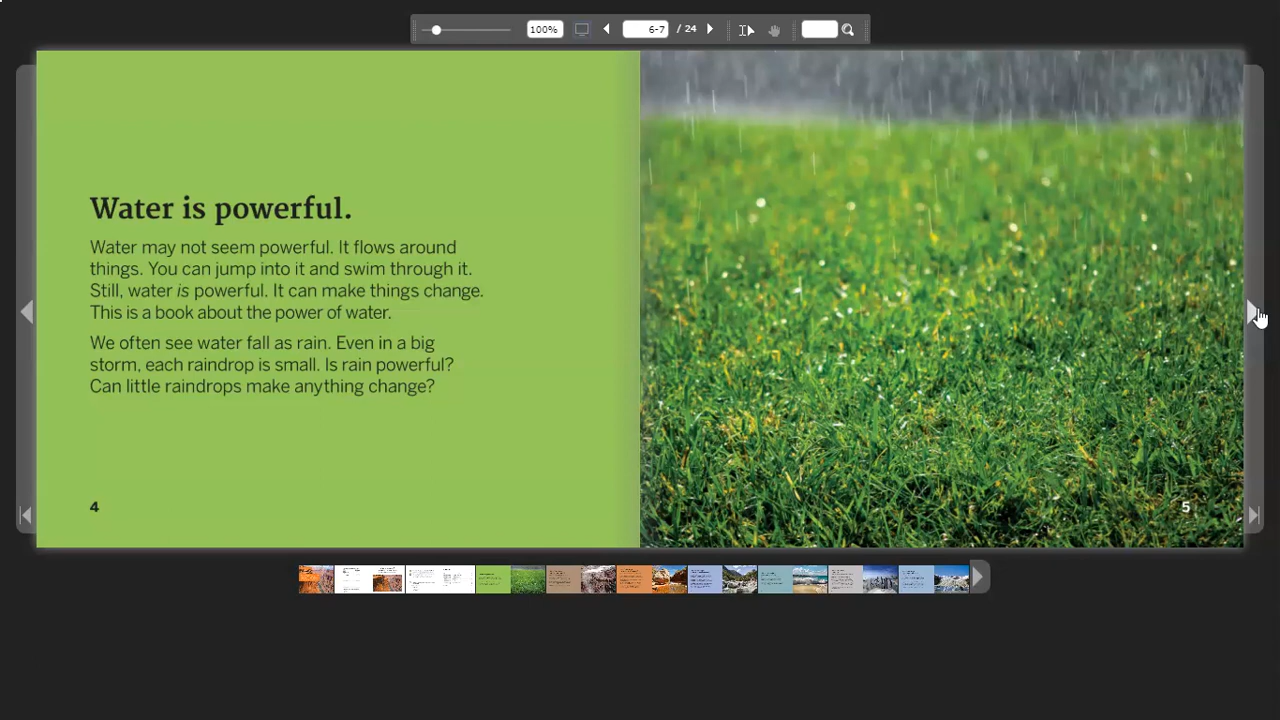 100%
6-7 / 24
Water is powerful.
Water may not seem powerful. It flows around
things. You can jump into it and swim through it.
Still, water is powerful. It can make things change.
This is a book about the power of water.
We often see water fall as rain. Even in a big
storm, each raindrop is small. Is rain powerful?
Can little raindrops make anything change?
4
5